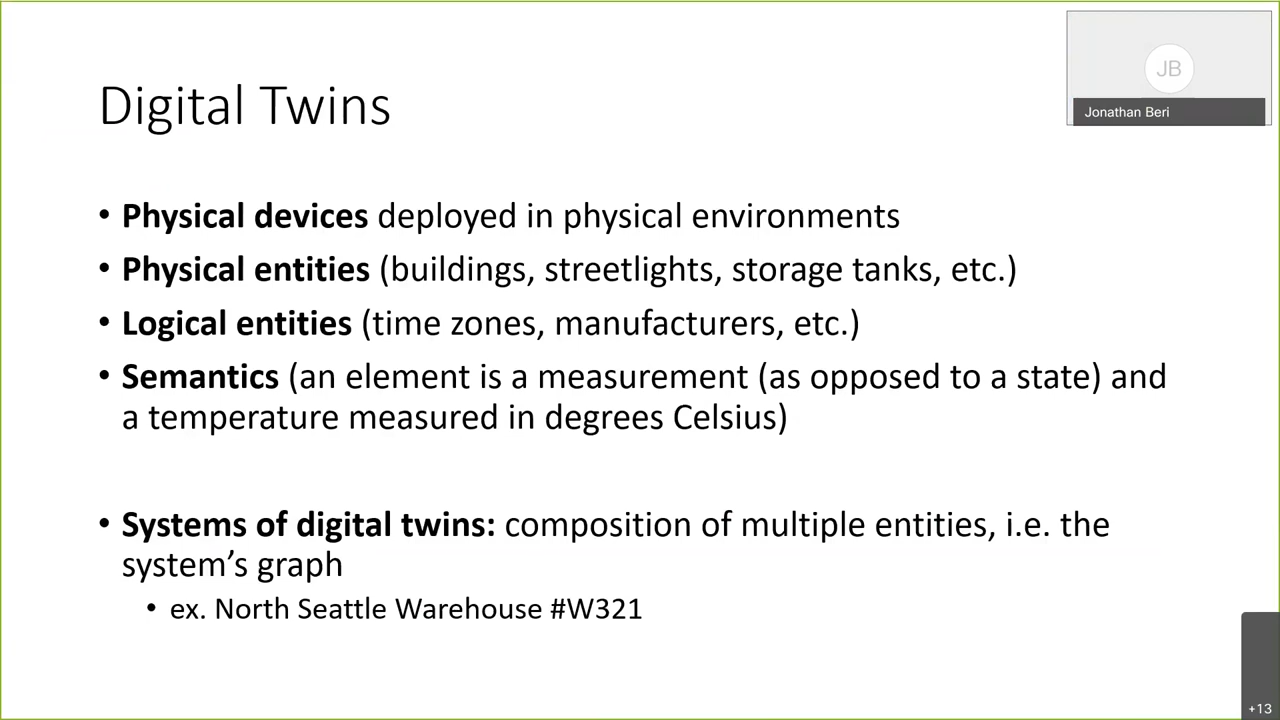 Digital Twins
JB
Jonathan Beri
• Physical devices deployed in physical environments
• Physical entities (buildings, streetlights, storage tanks, etc.)
• Logical entities (time zones, manufacturers, etc.)
• Semantics (an element is a measurement (as opposed to a state) and
a temperature measured in degrees Celsius)
• Systems of digital twins: composition of multiple entities, i.e. the
system’s graph
• ex. North Seattle Warehouse #W321
+13